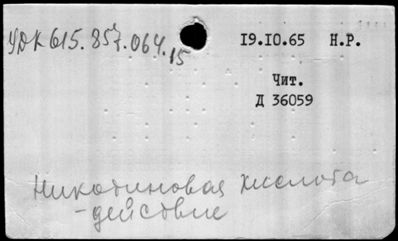 УДК 615.857.064.15
19.10.65 Н.Р.
Чит.
Д 36059
Никотиновая кислота
-действие